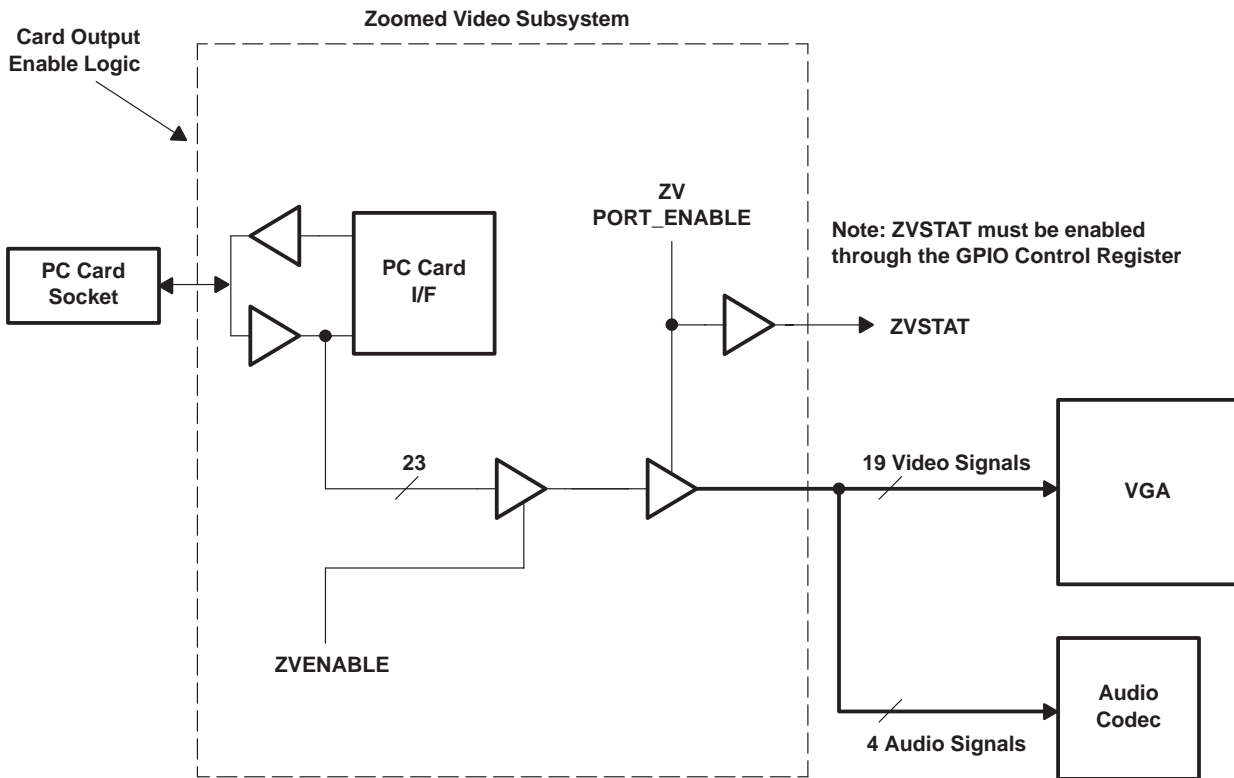 Zoomed Video Subsystem
Card Output
Enable Logic
PC Card
Socket
PC Card
I/F
ZV
PORT_ENABLE
Note: ZVSTAT must be enabled
through the GPIO Control Register
ZVSTAT
23
19 Video Signals
VGA
ZVENABLE
Audio
Codec
4 Audio Signals